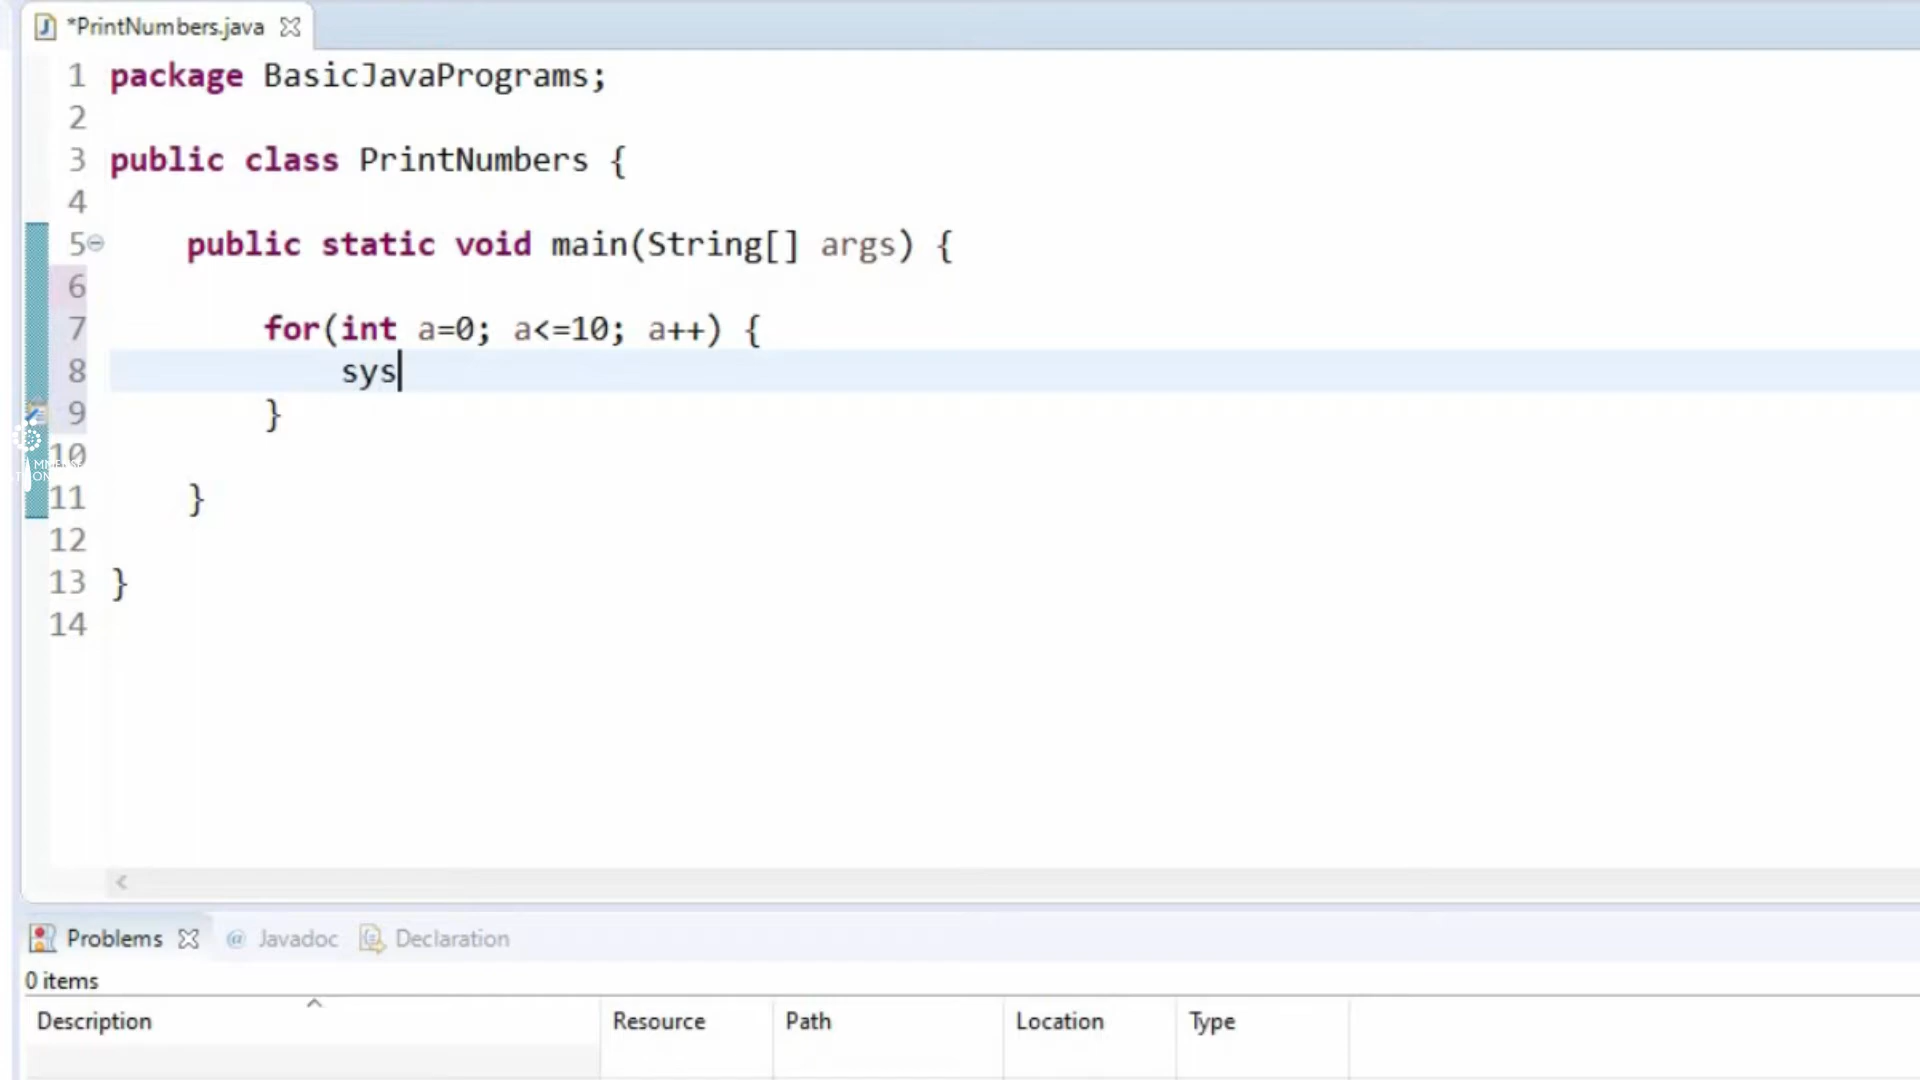 *PrintNumbers.java
1 package BasicJavaPrograms;
2
3 public class PrintNumbers {
4
5 public static void main(String[] args) {
6
7 for(int a=0; a<=10; a++) {
8 sys
9 }
10
11 }
12
13 }
14
Problems @ Javadoc Declaration
0 items
Description Resource Path Location Type